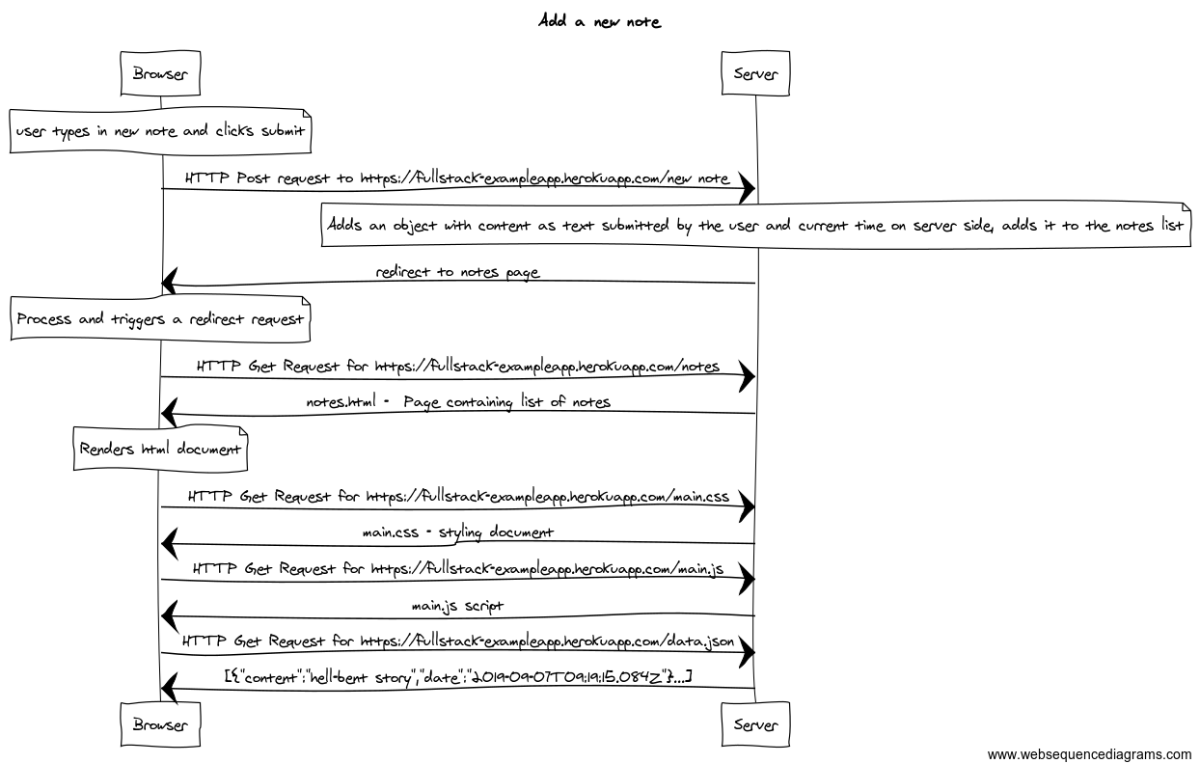 Add a new note
Browser
Server
user types in new note and clicks submit
HTTP Post request to https://fullstack-exampleapp.herokuapp.com/new note
Adds an object with content as text submitted by the user and current time on server side, adds it to the notes list
redirect to notes page
Process and triggers a redirect request
HTTP Get Request for https://fullstack-exampleapp.herokuapp.com/notes
notes.html - Page containing list of notes
Renders html document
HTTP Get Request for https://fullstack-exampleapp.herokuapp.com/main.css
main.css - styling document
HTTP Get Request for https://fullstack-exampleapp.herokuapp.com/main.js
main.js script
HTTP Get Request for https://fullstack-exampleapp.herokuapp.com/data.json
[{"content":"hell-bent story","date":"2019-09-07T09:19:15.084Z"}...]
Browser
Server
www.websequencediagrams.com